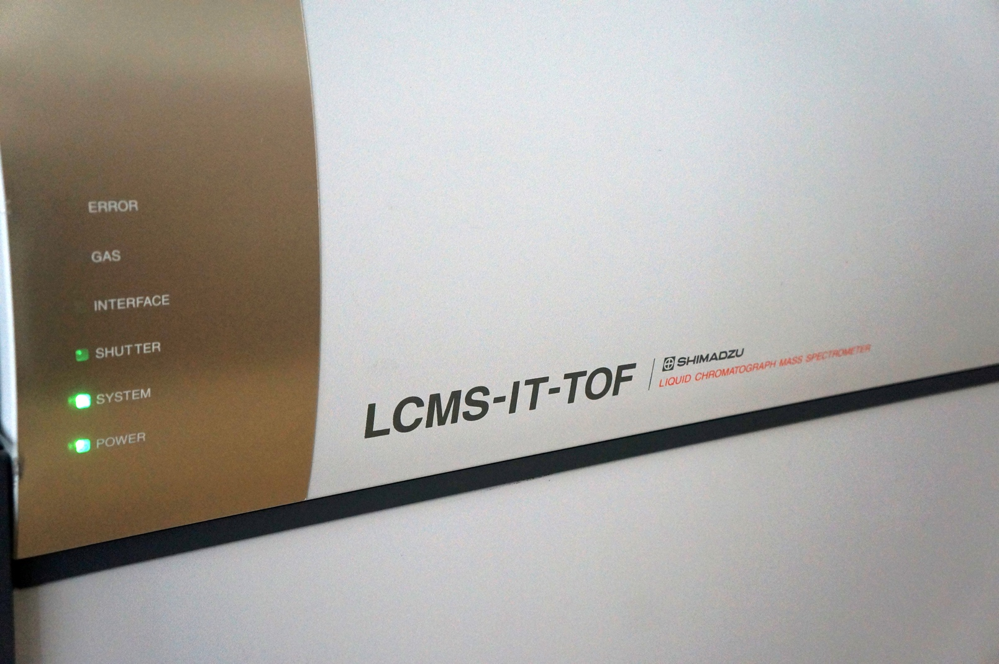 ERROR
GAS
INTERFACE
SHUTTER
SYSTEM
POWER
LCMS-IT-TOF
SHIMADZU
LIQUID CHROMATOGRAPH MASS SPECTROMETER